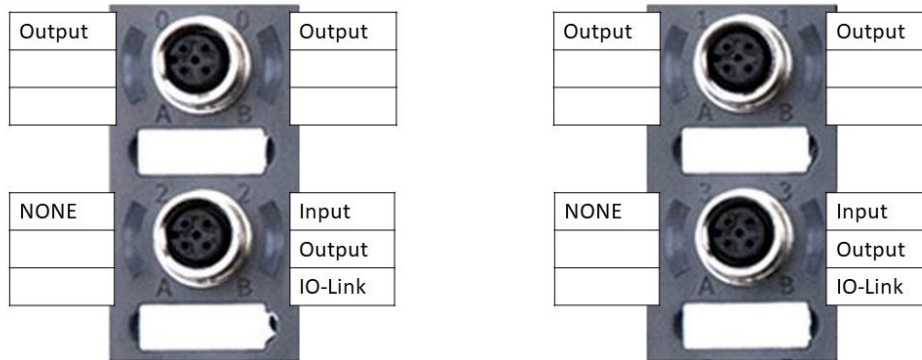 0 0
Output Output
A B
2 2
NONE Input
Output
A B IO-Link
1 1
Output Output
A B
3 3
NONE Input
Output
A B IO-Link